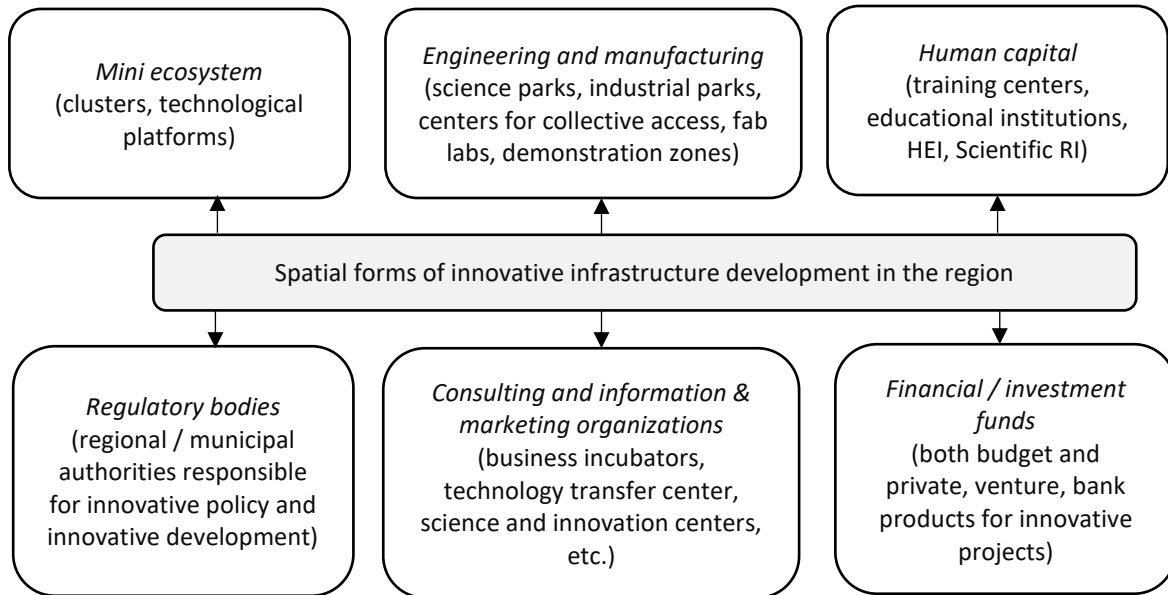 Mini ecosystem
(clusters, technological
platforms)
Engineering and manufacturing
(science parks, industrial parks,
centers for collective access, fab
labs, demonstration zones)
Human capital
(training centers,
educational institutions,
HEI, Scientific RI)
Spatial forms of innovative infrastructure development in the region
Regulatory bodies
(regional / municipal
authorities responsible
for innovative policy and
innovative development)
Consulting and information &
marketing organizations
(business incubators,
technology transfer center,
science and innovation centers,
etc.)
Financial / investment
funds
(both budget and
private, venture, bank
products for innovative
projects)